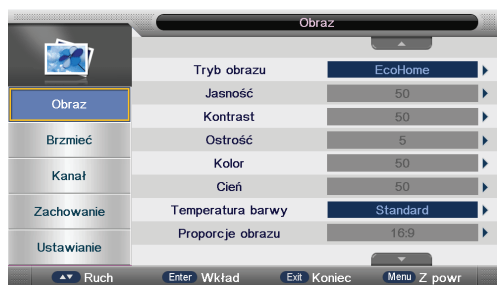 Obraz
Tryb obrazu EcoHome
Jasność 50
Kontrast 50
Ostrość 5
Kolor 50
Cień 50
Temperatura barwy Standard
Proporcje obrazu 16:9
Obraz
Brzmieć
Kanał
Zachowanie
Ustawianie
Ruch Enter Wkład Exit Koniec Menu Z powr